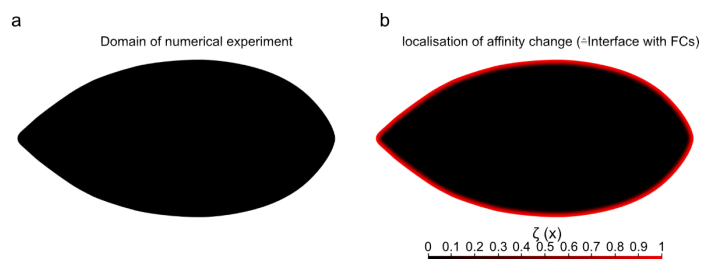 a
Domain of numerical experiment
b
localisation of affinity change (≐Interface with FCs)
ζ (x)
0 0.1 0.2 0.3 0.4 0.5 0.6 0.7 0.8 0.9 1